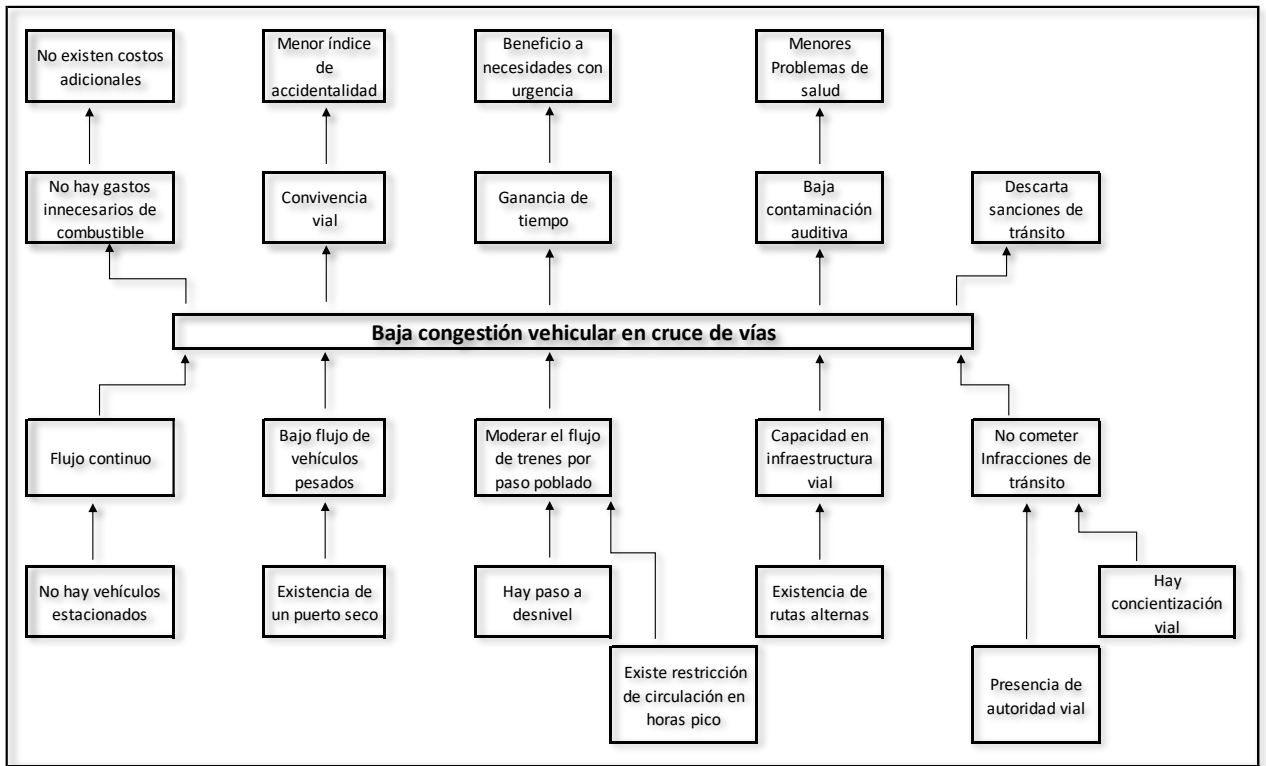 No existen costos
adicionales
Menor índice
de
accidentalidad
Beneficio a
necesidades con
urgencia
Menores
Problemas de
salud
No hay gastos
innecesarios de
combustible
Convivencia
vial
Ganancia de
tiempo
Baja
contaminación
auditiva
Descarta
sanciones de
tránsito
Baja congestión vehicular en cruce de vías
Flujo continuo
Bajo flujo de
vehículos
pesados
Moderar el flujo
de trenes por
paso poblado
Capacidad en
infraestructura
vial
No cometer
Infracciones de
tránsito
No hay vehículos
estacionados
Existencia de
un puerto seco
Hay paso a
desnivel
Existencia de
rutas alternas
Hay
concientización
vial
Existe restricción
de circulación en
horas pico
Presencia de
autoridad vial